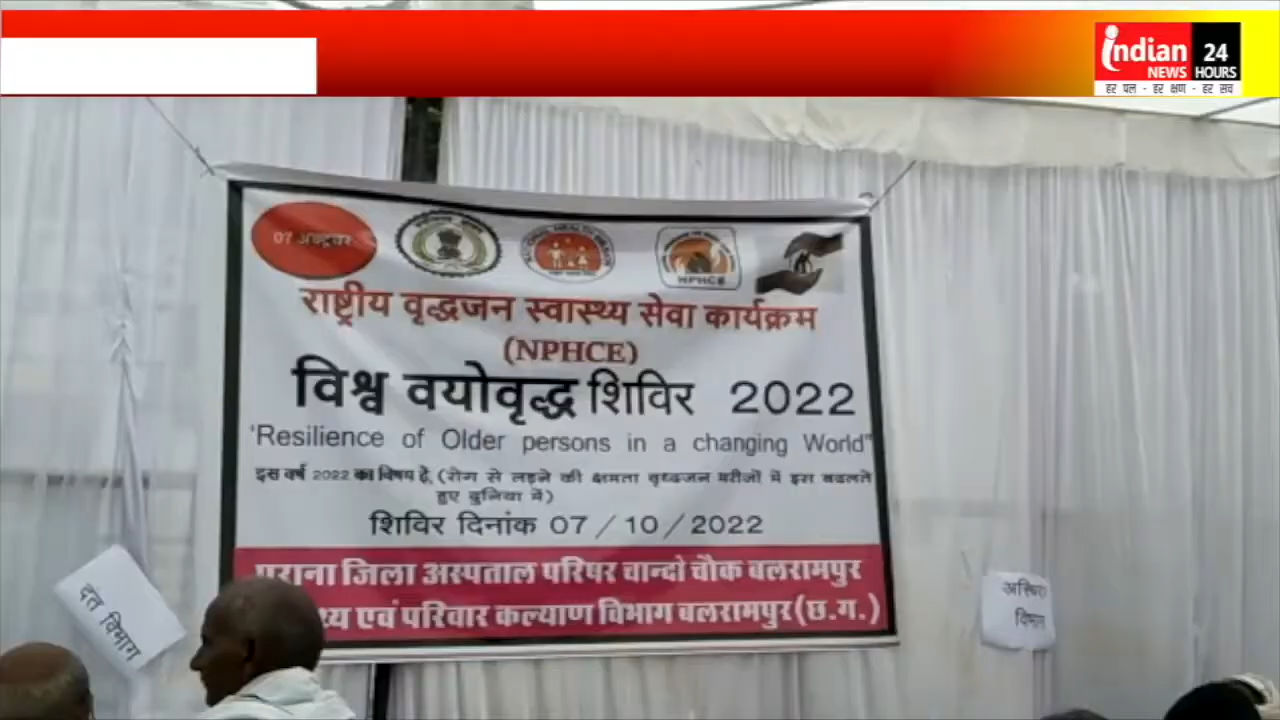 indian
NEWS
24
HOURS
हर पल - हर क्षण - हर सच
07 अक्टूबर
NPHCE
राष्ट्रीय वृद्धजन स्वास्थ्य सेवा कार्यक्रम
(NPHCE)
विश्व वयोवृद्ध शिविर 2022
'Resilience of Older persons in a changing World"
इस वर्ष 2022 का विषय है, (रोग से लड़ने की क्षमता वृध्दजन मरीजों में इस बदलते
हुए दुनिया में)
शिविर दिनांक 07 / 10 / 2022
पुराना जिला अस्पताल परिषर चान्दो चौक बलरामपुर
एवं परिवार कल्याण विभाग बलरामपुर (छ.ग.)
दंत विभाग
विभाग